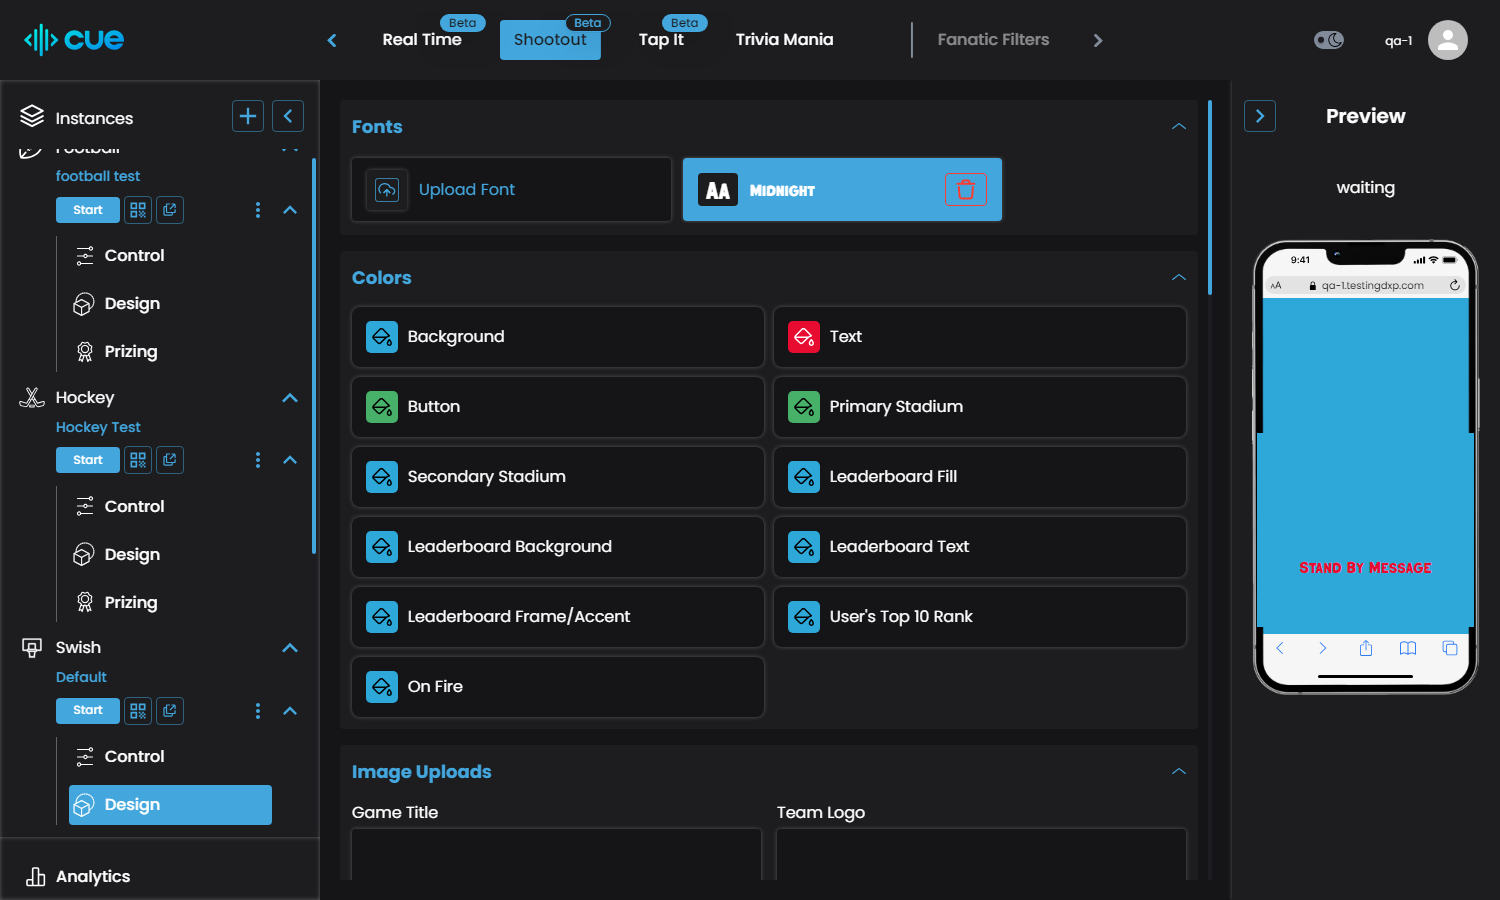 cue
Real Time
Beta
Shootout
Beta
Tap It
Beta
Trivia Mania
Fanatic Filters
qa-1
Instances
Football
football test
Start
Control
Design
Prizing
Hockey
Hockey Test
Start
Control
Design
Prizing
Swish
Default
Start
Control
Design
Analytics
Fonts
Upload Font
AA
Midnight
Colors
Background
Text
Button
Primary Stadium
Secondary Stadium
Leaderboard Fill
Leaderboard Background
Leaderboard Text
Leaderboard Frame/Accent
User's Top 10 Rank
On Fire
Image Uploads
Game Title
Team Logo
Preview
waiting
9:41
AA
qa-1.testingdxp.com
Stand By Message